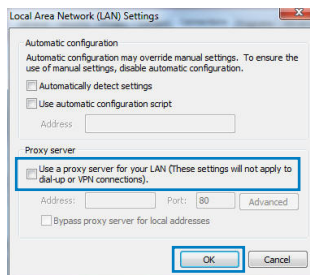 Local Area Network (LAN) Settings
Automatic configuration
Automatic configuration may override manual settings. To ensure the
use of manual settings, disable automatic configuration.
Automatically detect settings
Use automatic configuration script
Address
Proxy server
Use a proxy server for your LAN (These settings will not apply to
dial-up or VPN connections).
Address: Port: 80 Advanced
Bypass proxy server for local addresses
OK Cancel